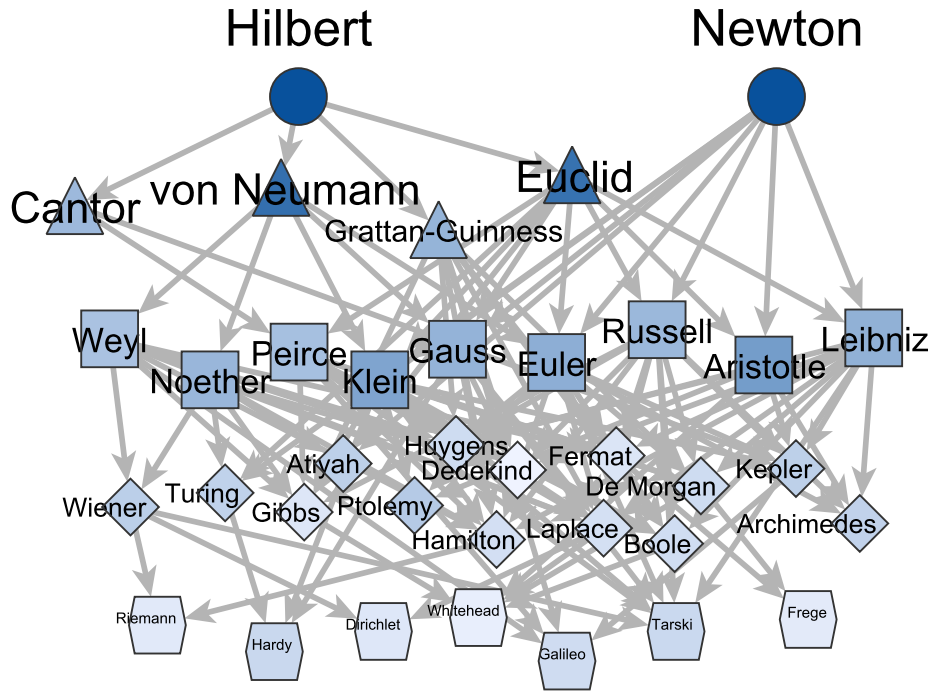 Hilbert
Newton
Cantor
von Neumann
Euclid
Grattan-Guinness
Weyl
Noether
Peirce
Klein
Gauss
Euler
Russell
Aristotle
Leibniz
Wiener
Turing
Gibbs
Atiyah
Ptolemy
Huygens
Dedekind
Hamilton
Fermat
Laplace
De Morgan
Boole
Kepler
Archimedes
Riemann
Hardy
Dirichlet
Whitehead
Galileo
Tarski
Frege